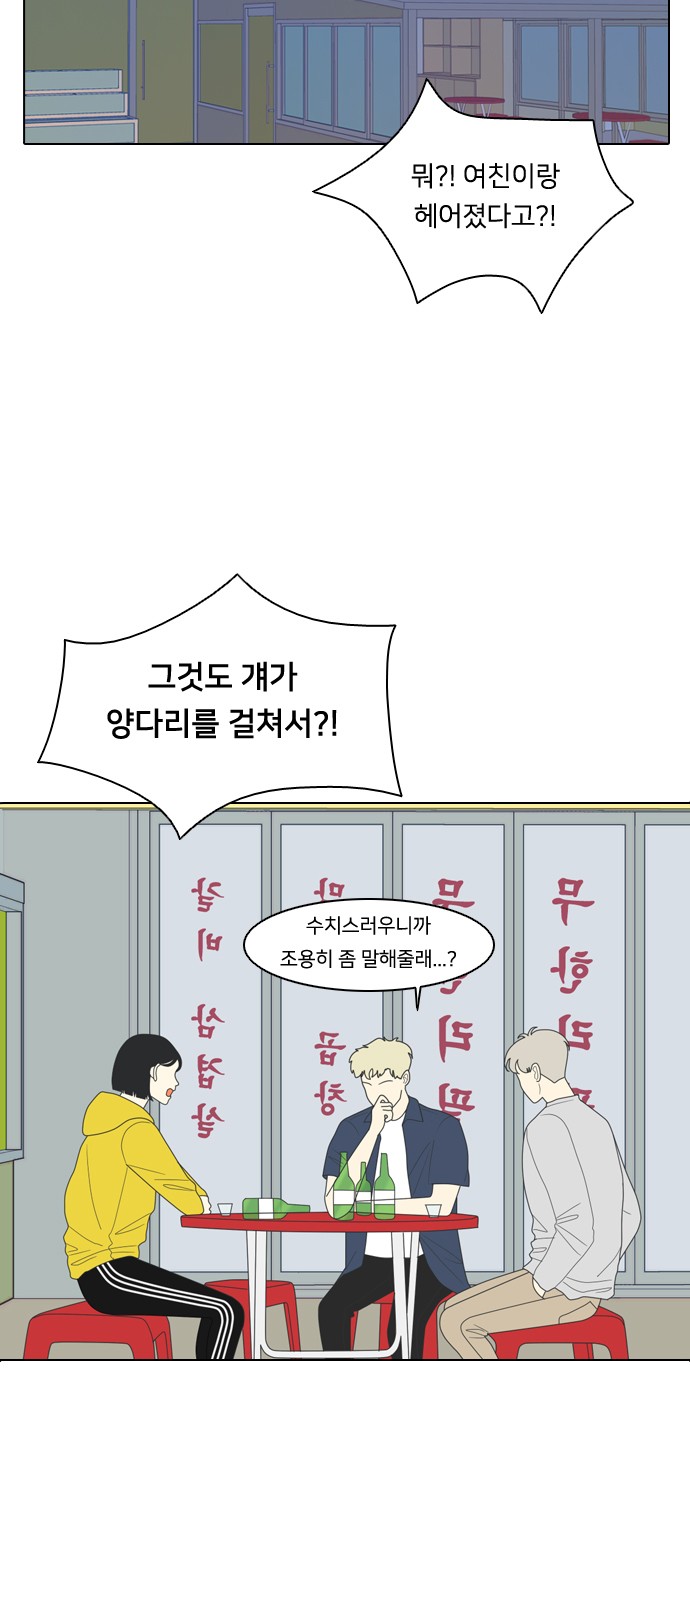 뭐?! 여친이랑
헤어졌다고?!
그것도 걔가
양다리를 걸쳐서?!
수치스러우니까
조용히 좀 말해줄래...?
갈비 삼겹살
막
곱창
무한리필
무한리필